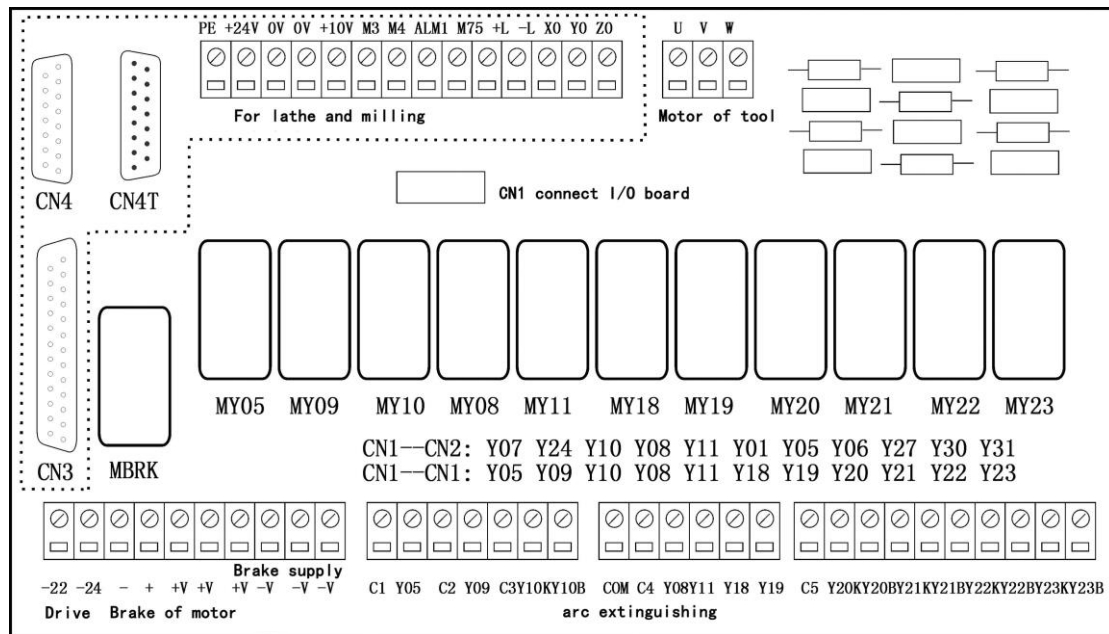 PE +24V 0V 0V +10V M3 M4 ALM1 M75 +L -L X0 Y0 Z0
U V W
For lathe and milling
Motor of tool
CN4
CN4T
CN1 connect I/O board
MY05 MY09 MY10 MY08 MY11 MY18 MY19 MY20 MY21 MY22 MY23
CN1--CN2: Y07 Y24 Y10 Y08 Y11 Y01 Y05 Y06 Y27 Y30 Y31
CN3
MBRK
CN1--CN1: Y05 Y09 Y10 Y08 Y11 Y18 Y19 Y20 Y21 Y22 Y23
Brake supply
-22 -24 - + +V +V +V -V -V -V
C1 Y05 C2 Y09 C3Y10KY10B
COM C4 Y08Y11 Y18 Y19
C5 Y20KY20BY21KY21BY22KY22BY23KY23B
Drive Brake of motor
arc extinguishing